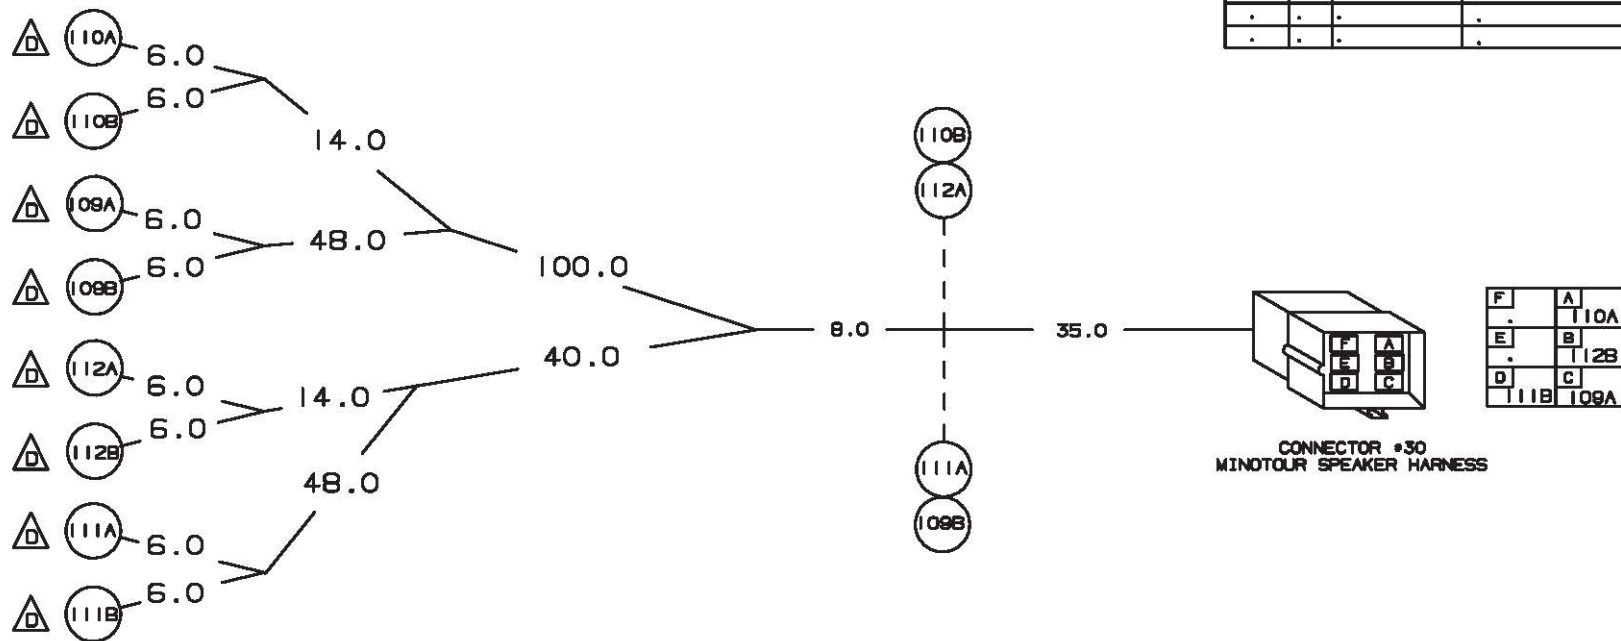 D 110A 6.0
D 110B 6.0
14.0
D 109A 6.0
D 109B 6.0
48.0
100.0
D 112A 6.0
D 112B 6.0
14.0
40.0
D 111A 6.0
D 111B 6.0
48.0
8.0
110B
112A
111A
109B
35.0
F A
E B
D C
CONNECTOR #30
MINOTOUR SPEAKER HARNESS
F . A 110A
E . B 112B
D 111B C 109A